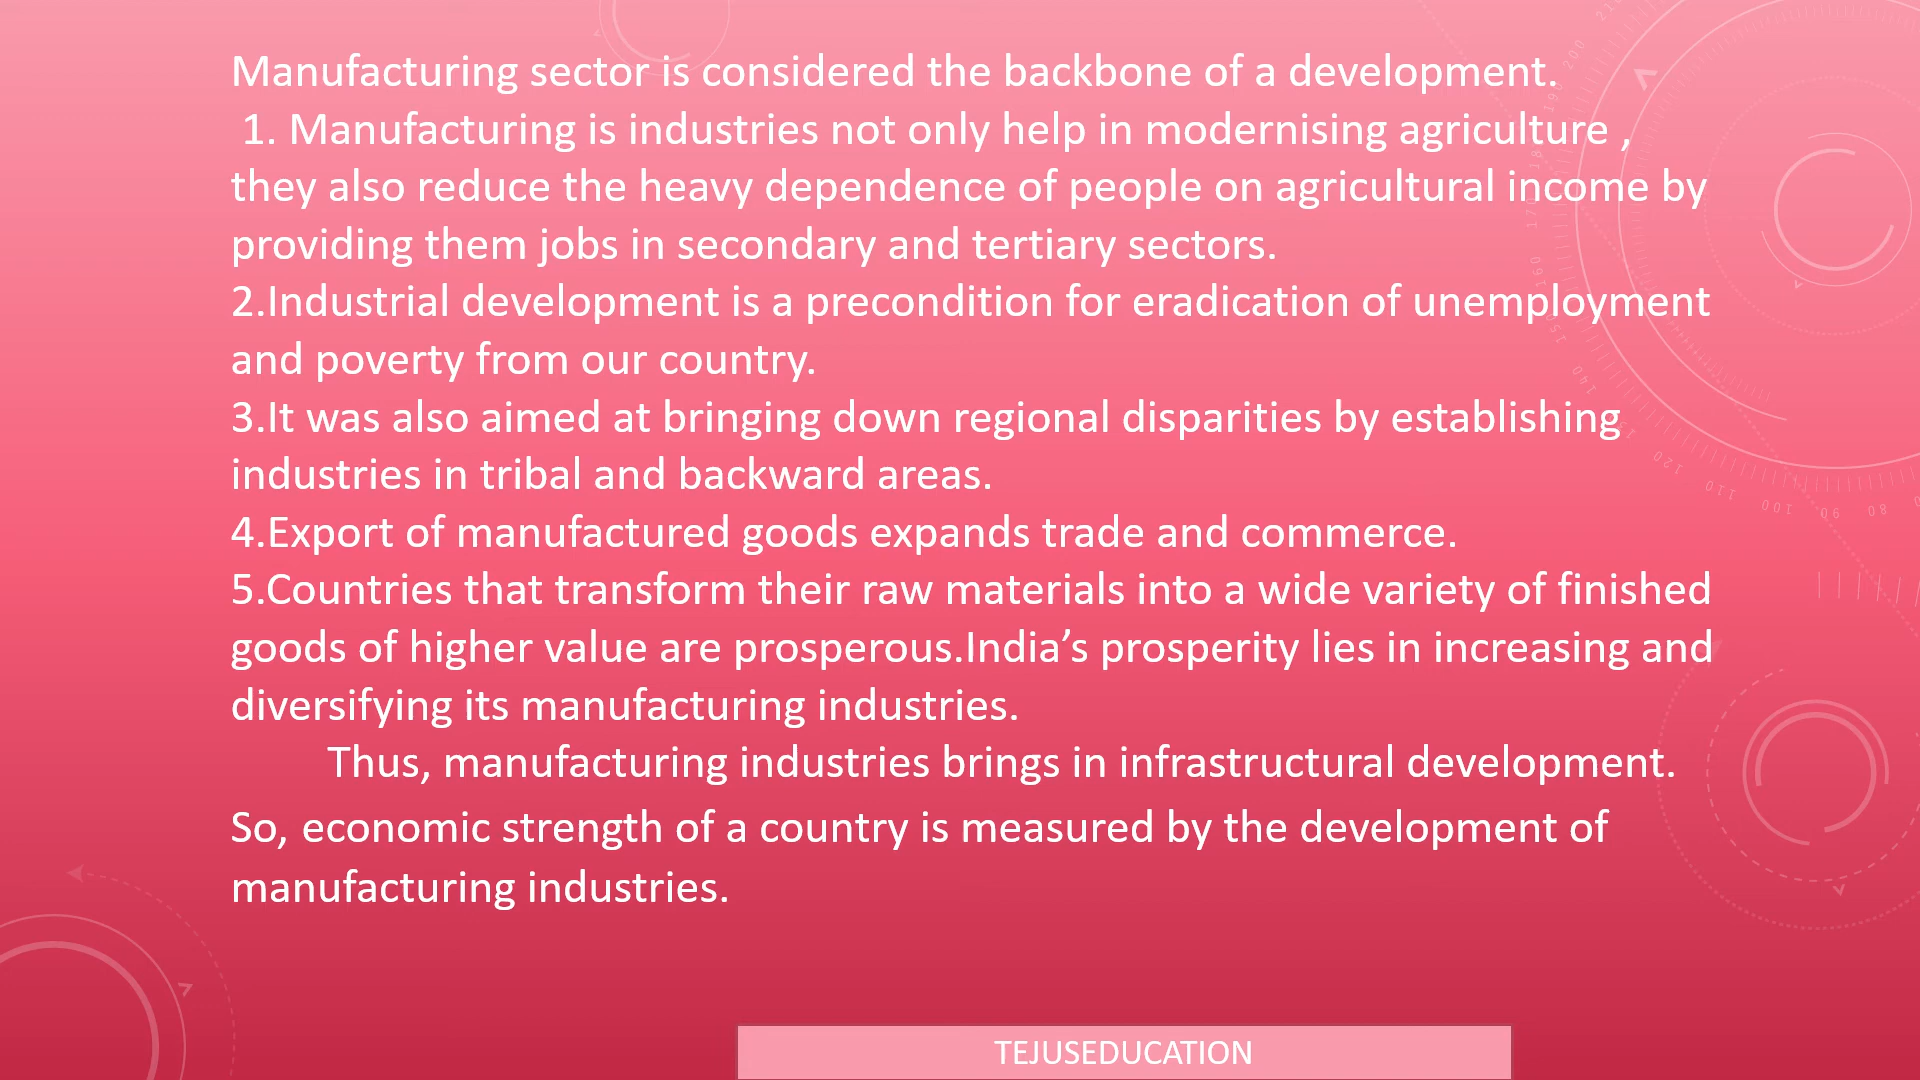 Manufacturing sector is considered the backbone of a development.
1. Manufacturing is industries not only help in modernising agriculture ,
they also reduce the heavy dependence of people on agricultural income by
providing them jobs in secondary and tertiary sectors.
2.Industrial development is a precondition for eradication of unemployment
and poverty from our country.
3.It was also aimed at bringing down regional disparities by establishing
industries in tribal and backward areas.
4.Export of manufactured goods expands trade and commerce.
5.Countries that transform their raw materials into a wide variety of finished
goods of higher value are prosperous.India’s prosperity lies in increasing and
diversifying its manufacturing industries.
Thus, manufacturing industries brings in infrastructural development.
So, economic strength of a country is measured by the development of
manufacturing industries.
TEJUSEDUCATION